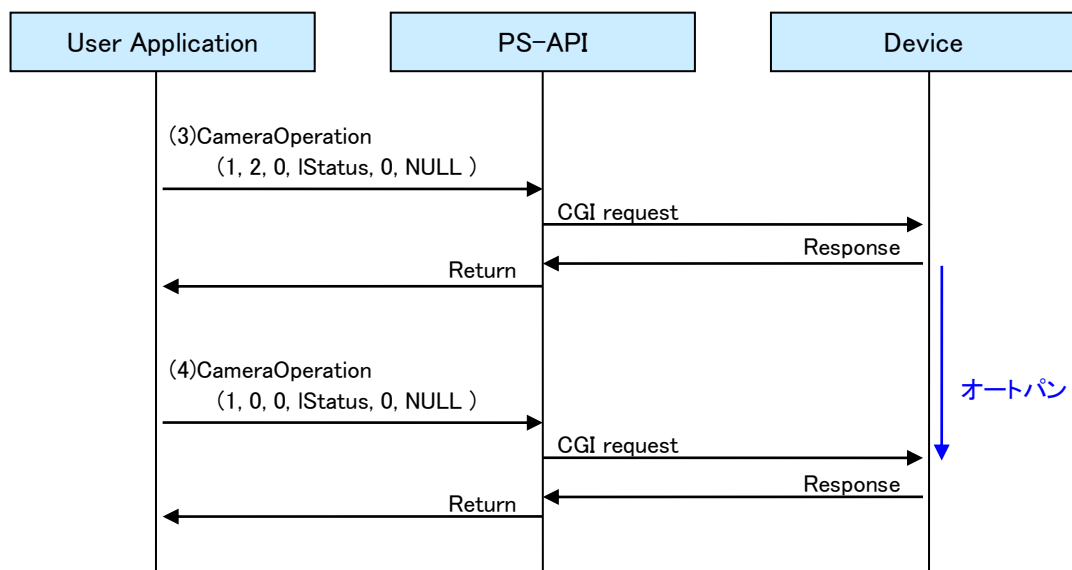 User Application
PS-API
Device
(3)CameraOperation
(1, 2, 0, lStatus, 0, NULL )
CGI request
Response
Return
(4)CameraOperation
(1, 0, 0, lStatus, 0, NULL )
オートパン
CGI request
Response
Return